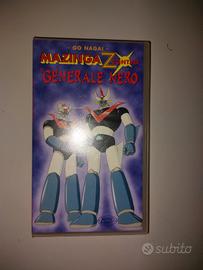 - GO NAGAI -
MAZINGA Z
GENERALE NERO
subito